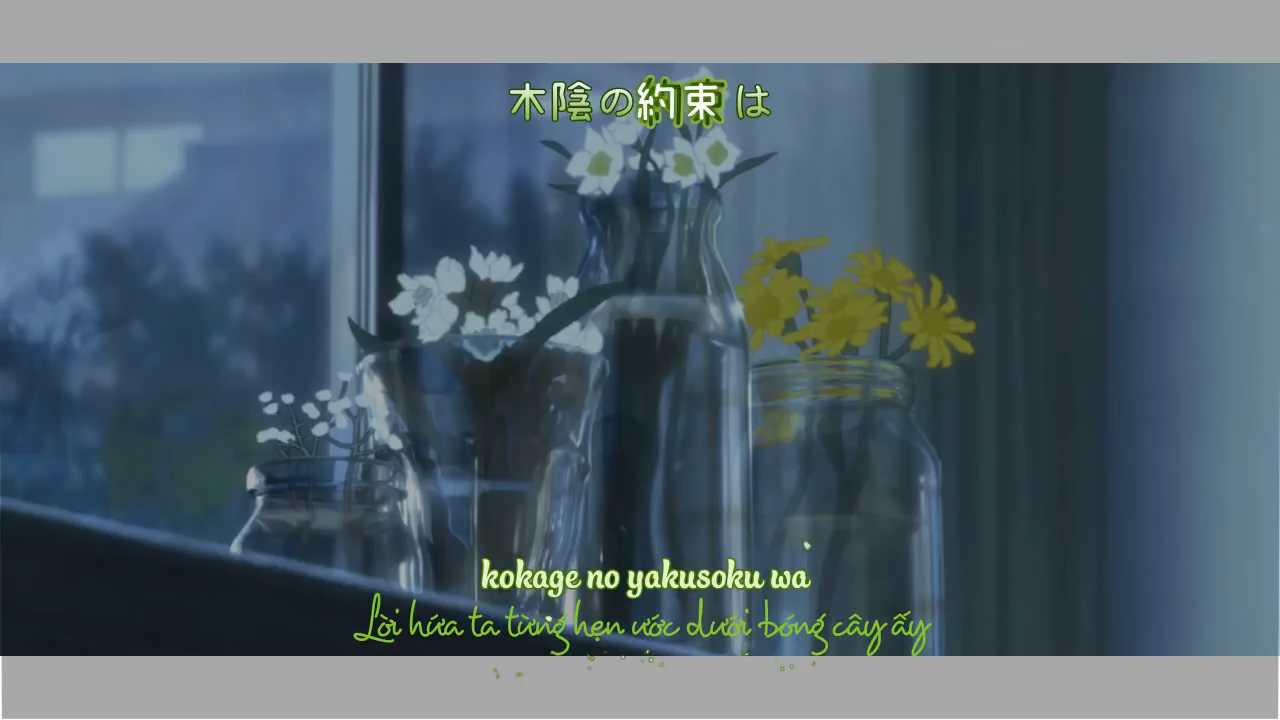 木陰の約束は
kokage no yakusoku wa
Lời hứa ta từng hẹn ước dưới bóng cây ấy